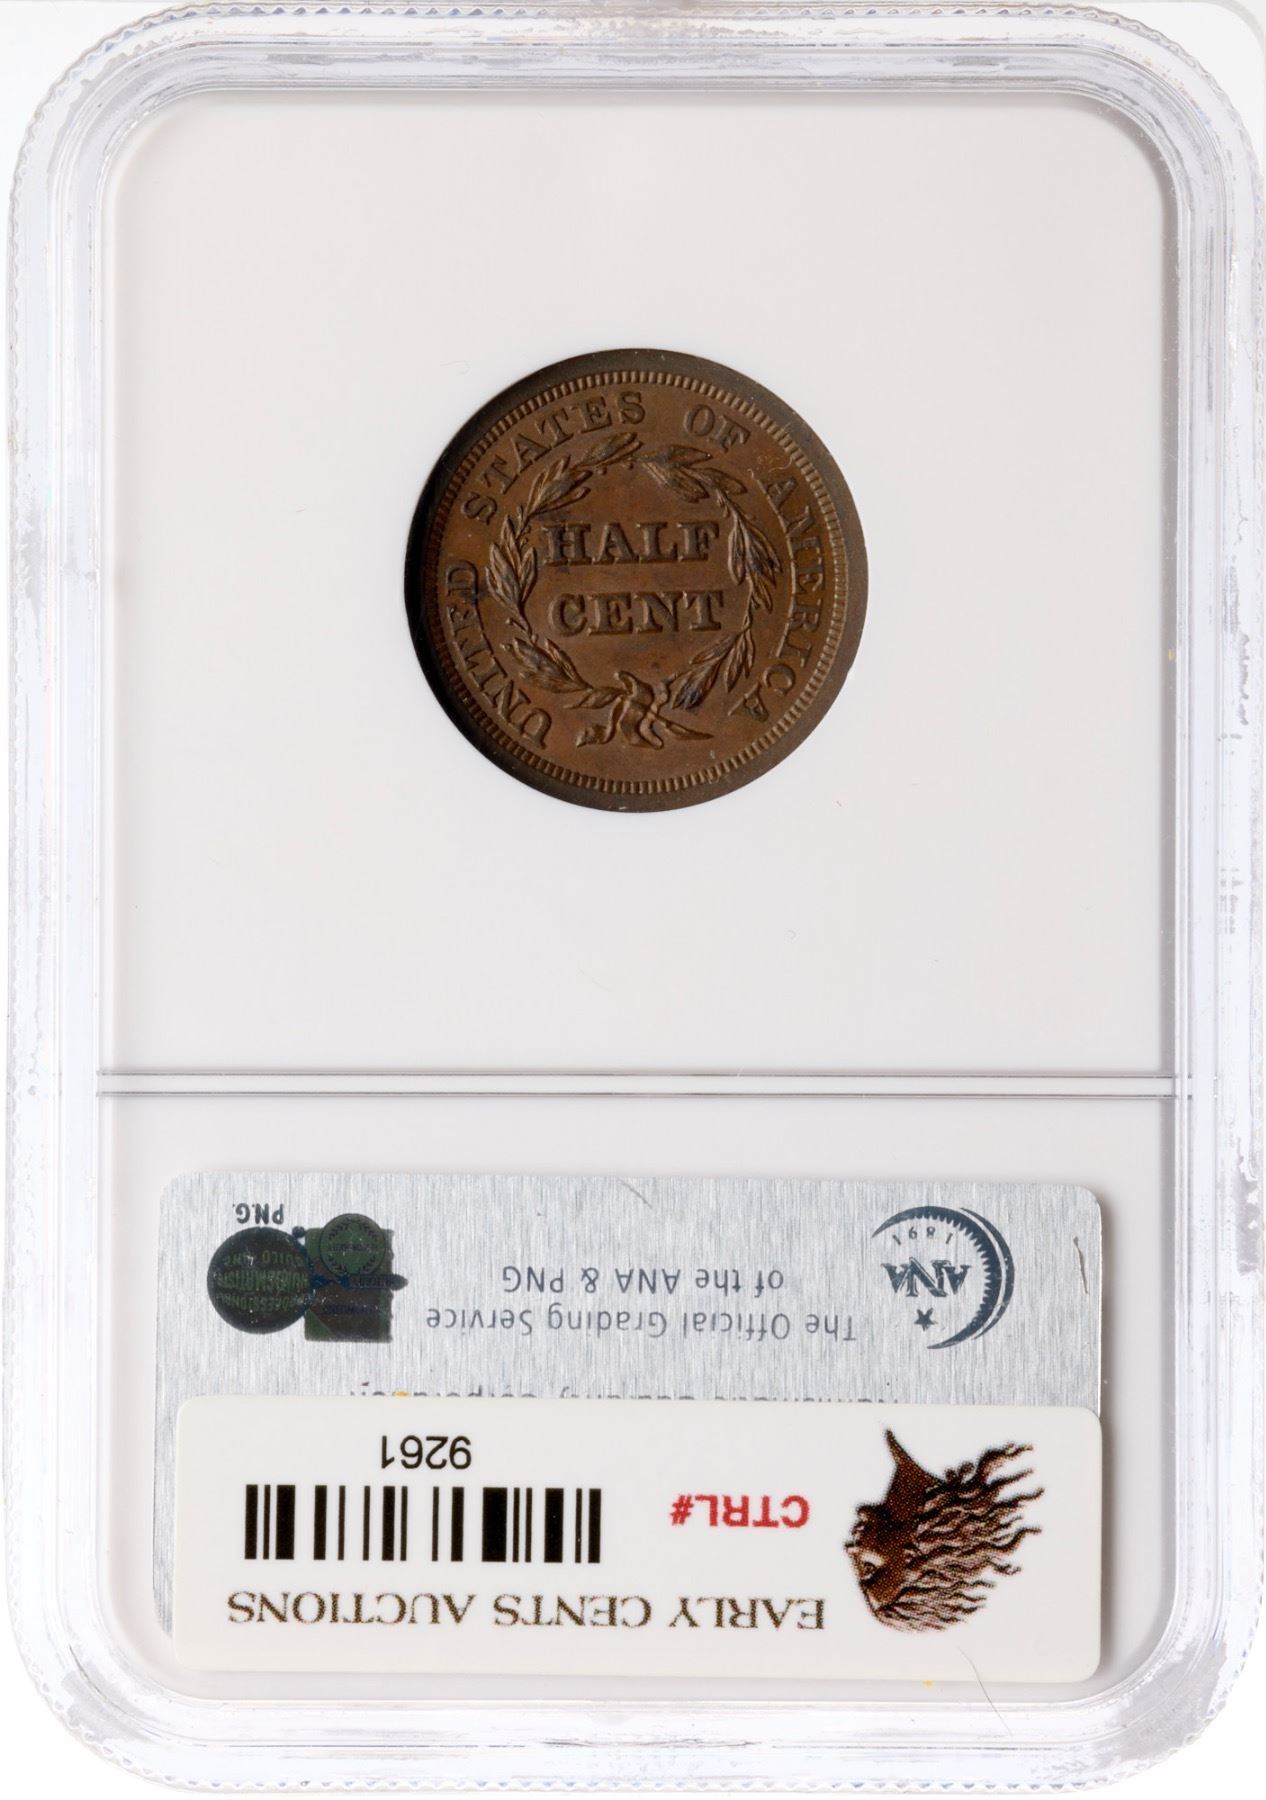 UNITED STATES OF AMERICA
HALF
CENT
EARLY CENTS AUCTIONS
CTRL#
9261
The Official Grading Service
of the ANA & PNG
ANA
1891
PNG